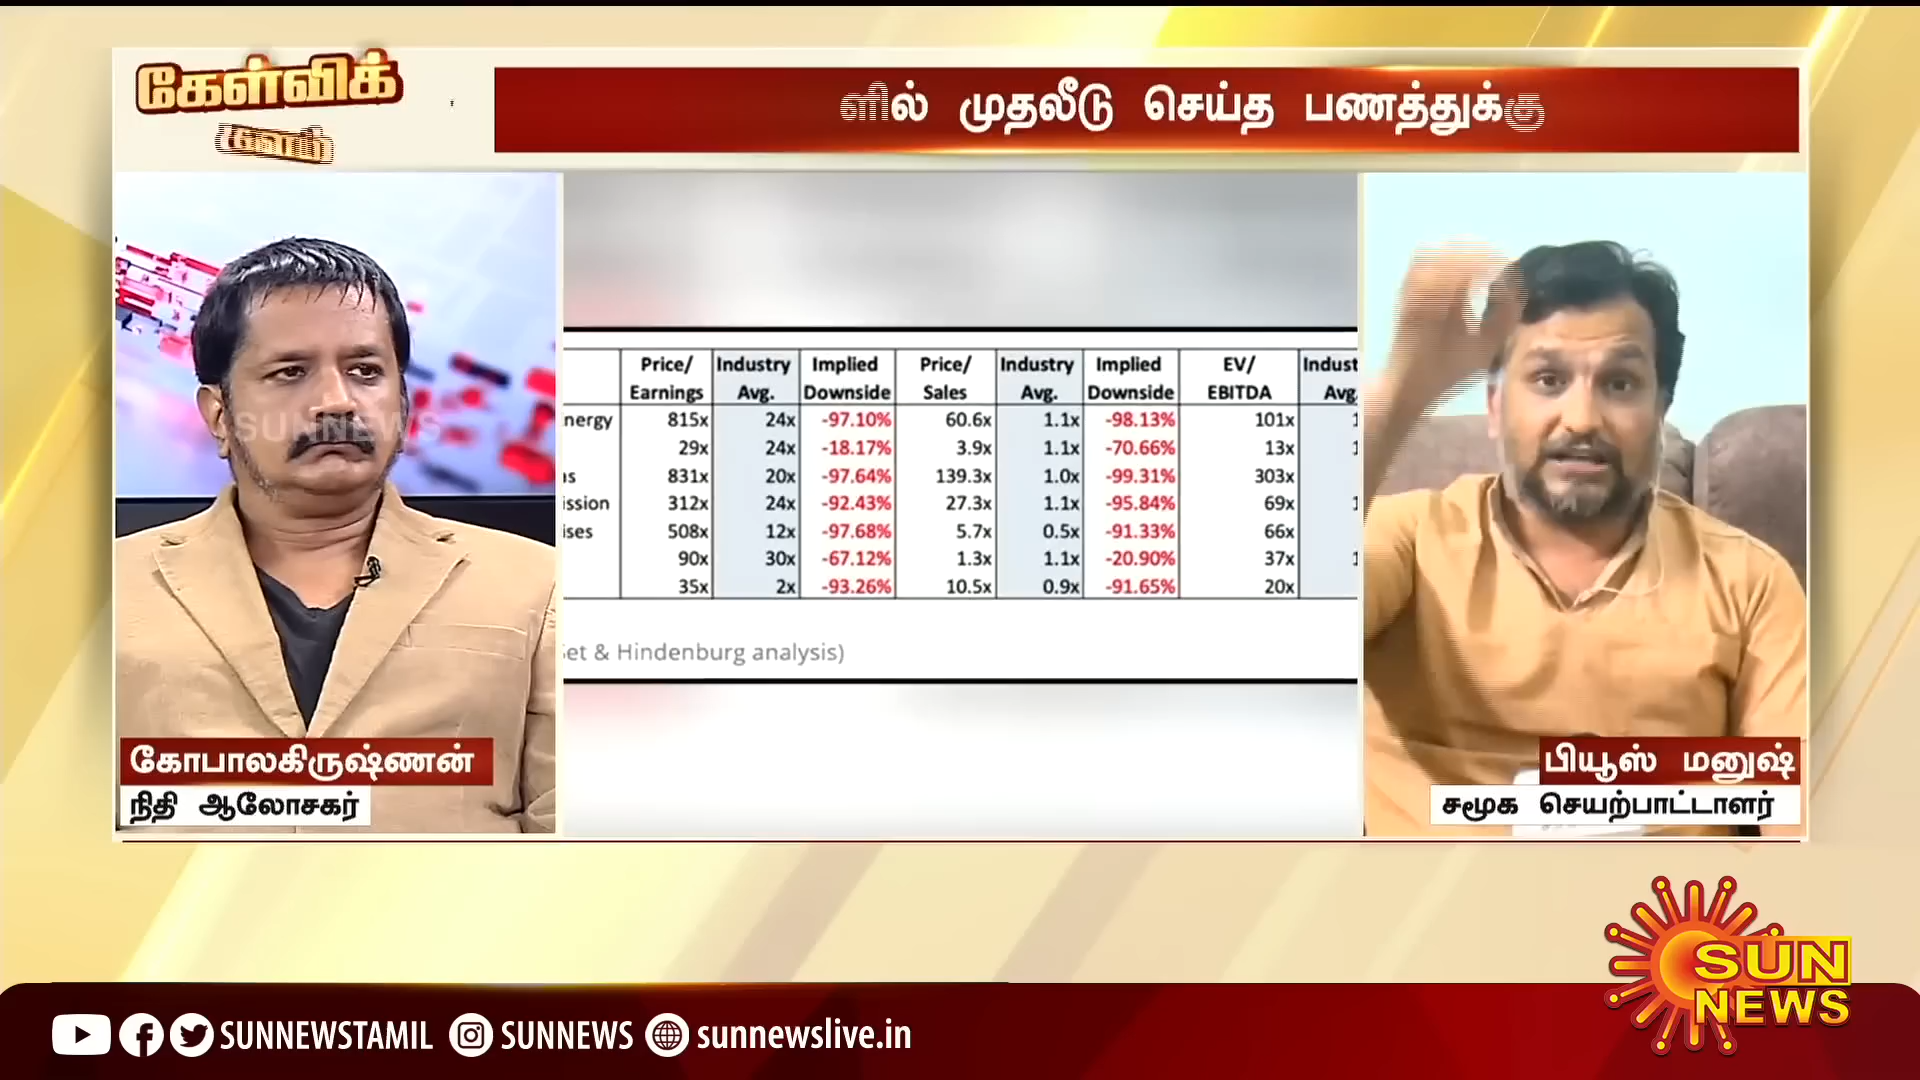 கேள்விக்
களம்
ளில் முதலீடு செய்த பணத்துக்கு
SUNNEWS
Price/ Earnings Industry Avg. Implied Downside Price/ Sales Industry Avg. Implied Downside EV/ EBITDA
nergy 815x 24x -97.10% 60.6x 1.1x -98.13% 101x
29x 24x -18.17% 3.9x 1.1x -70.66% 13x
as 831x 20x -97.64% 139.3x 1.0x -99.31% 303x
ission 312x 24x -92.43% 27.3x 1.1x -95.84% 69x
ises 508x 12x -97.68% 5.7x 0.5x -91.33% 66x
90x 30x -67.12% 1.3x 1.1x -20.90% 37x
35x 2x -93.26% 10.5x 0.9x -91.65% 20x
Set & Hindenburg analysis)
கோபாலகிருஷ்ணன்
நிதி ஆலோசகர்
பியூஸ் மனுஷ்
சமூக செயற்பாட்டாளர்
SUN
NEWS
SUNNEWSTAMIL SUNNEWS sunnewslive.in